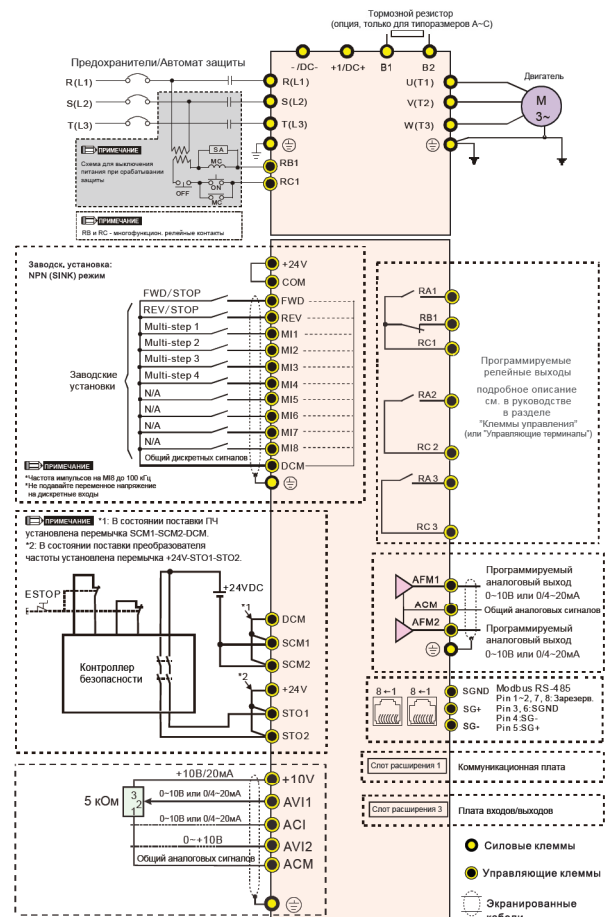 Тормозной резистор
(опция, только для типоразмеров А~С)
- /DC-
+1/DC+
B1
B2
Предохранители/Автомат защиты
R(L1)
S(L2)
T(L3)
R(L1)
S(L2)
T(L3)
RB1
RC1
U(T1)
V(T2)
W(T3)
Двигатель
M
3~
ПРИМЕЧАНИЕ
Схема для выключения
питания при орабатывании
защиты
SA
MC
OFF
ON
MC
ПРИМЕЧАНИЕ
RB и RC - многофункцион. релейные контакты
Заводск. установка:
NPN (SINK) режим
+24V
COM
FWD/STOP
FWD
REV/STOP
REV
Multi-step 1
MI1
Multi-step 2
MI2
Multi-step 3
MI3
Multi-step 4
MI4
N/A
MI5
N/A
MI6
N/A
MI7
N/A
MI8
Общий дискретных сигналов
DCM
Заводские
установки
ПРИМЕЧАНИЕ
*Частота импульсов на MI8 до 100 кГц
*Не подавайте переменное напряжение
на дискретные входы
RA1
RB1
RC1
RA2
RC2
RA3
RC3
Программируемые
релейные выходы
подробное описание
см. в руководстве
в разделе
"Клеммы управления"
(или "Управляющие терминалы")
ПРИМЕЧАНИЕ *1: В состоянии поставки ПЧ
установлена перемычка SCM1-SCM2-DCM.
*2: В состоянии поставки преобразователя
частоты установлена перемычка +24V-STO1-STO2.
ESTOP
+24VDC
*1
DCM
SCM1
SCM2
*2
+24V
STO1
STO2
Контроллер
безопасности
AFM1
ACM
AFM2
Программируемый
аналоговый выход
0~10В или 0/4~20мА
Общий аналоговых сигналов
Программируемый
аналоговый выход
0~10В или 0/4~20мА
8←1
8←1
SGND
SG+
SG-
Modbus RS-485
Pin 1~2, 7, 8:Зарезерв.
Pin 3, 6:SGND
Pin 4:SG-
Pin 5:SG+
Слот расширения 1
Коммуникационная плата
Слот расширения 3
Плата входов/выходов
+10В/20мА
+10V
5 кОм
3
2
1
0~10В или 0/4~20мА
AVI1
0~10В или 0/4~20мА
ACI
0~+10В
AVI2
Общий аналоговых сигналов
ACM
Силовые клеммы
Управляющие клеммы
Экранированные